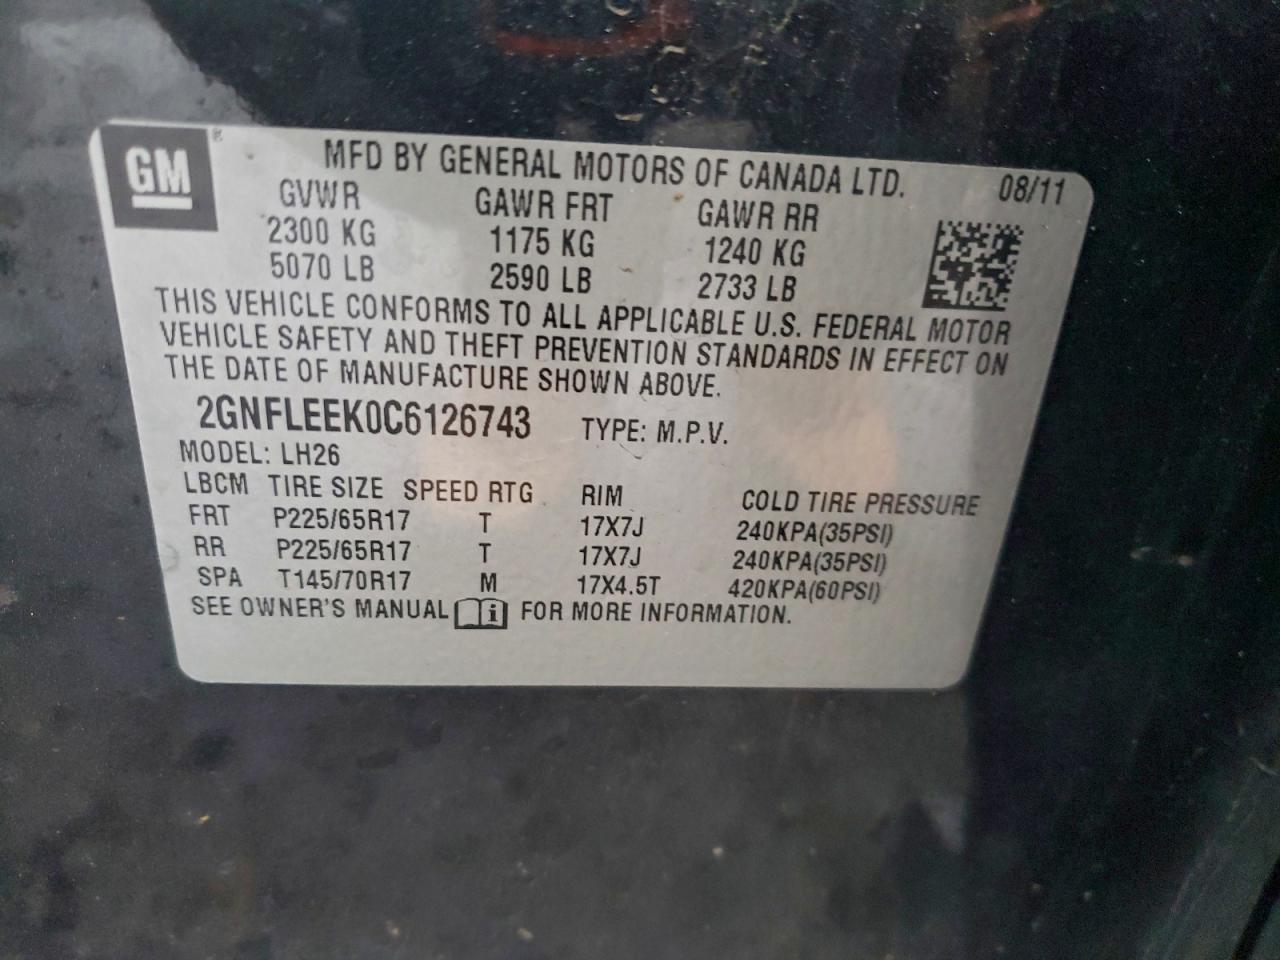 GM®
MFD BY GENERAL MOTORS OF CANADA LTD. 08/11
GVWR GAWR FRT GAWR RR
2300 KG 1175 KG 1240 KG
5070 LB 2590 LB 2733 LB
THIS VEHICLE CONFORMS TO ALL APPLICABLE U.S. FEDERAL MOTOR
VEHICLE SAFETY AND THEFT PREVENTION STANDARDS IN EFFECT ON
THE DATE OF MANUFACTURE SHOWN ABOVE.
2GNFLEEK0C6126743 TYPE: M.P.V.
MODEL: LH26
LBCM TIRE SIZE SPEED RTG RIM COLD TIRE PRESSURE
FRT P225/65R17 T 17X7J 240KPA(35PSI)
RR P225/65R17 T 17X7J 240KPA(35PSI)
SPA T145/70R17 M 17X4.5T 420KPA(60PSI)
SEE OWNER'S MANUAL i FOR MORE INFORMATION.